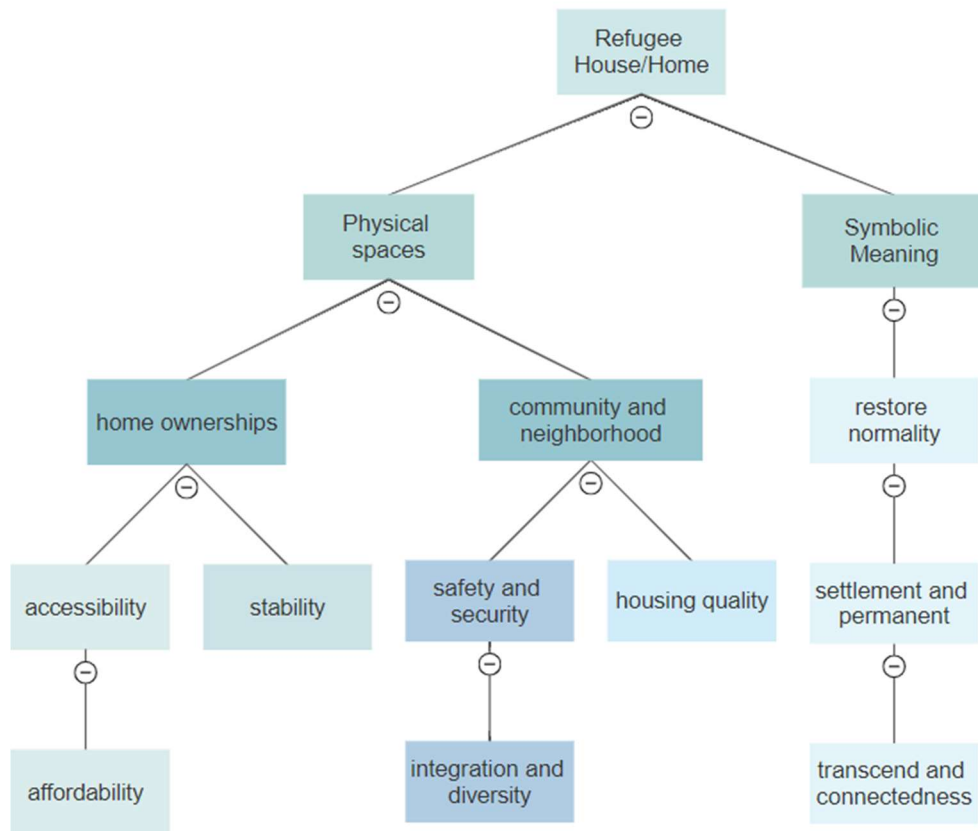 Refugee
House/Home
Physical
spaces
Symbolic
Meaning
home ownerships
community and
neighborhood
restore
normality
accessibility
stability
safety and
security
housing quality
settlement and
permanent
affordability
integration and
diversity
transcend and
connectedness